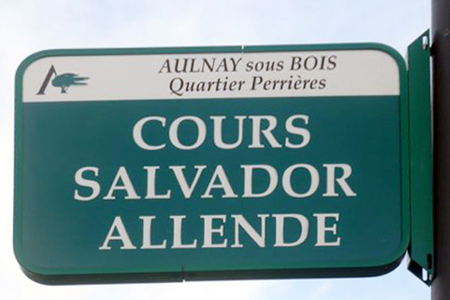 AULNAY sous BOIS
Quartier Perrières
COURS
SALVADOR
ALLENDE